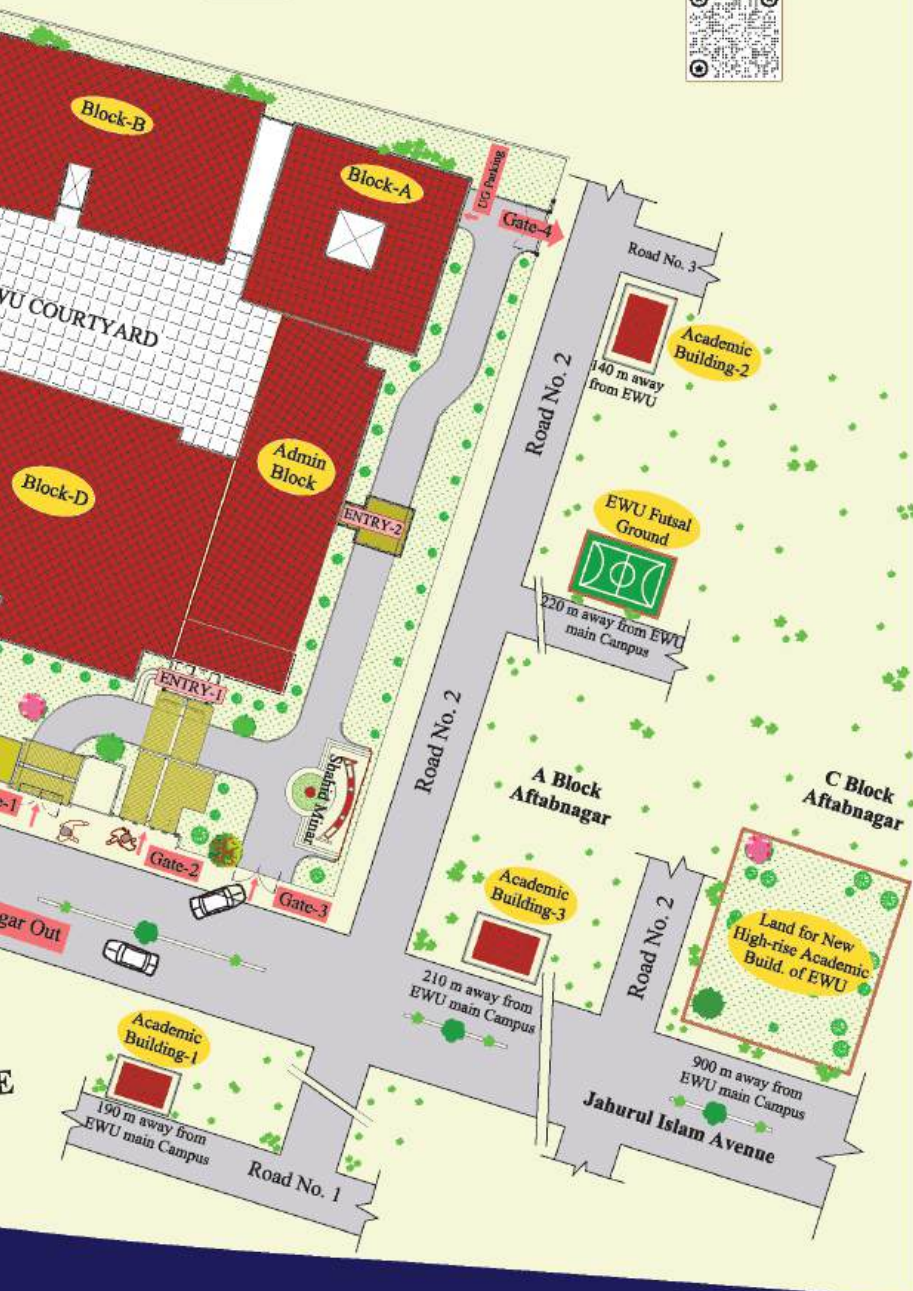 Block-B
Block-A
UG Parking
Gate-4
Road No. 3
Academic
Building-2
140 m away
from EWU
WU COURTYARD
Road No. 2
Admin
Block
Block-D
ENTRY-2
EWU Futsal
Ground
220 m away from EWU
main Campus
ENTRY-1
Road No. 2
Shahid Minar
A Block
Aftabnagar
C Block
Aftabnagar
e-1
Gate-2
Gate-3
Academic
Building-3
Road No. 2
Land for New
High-rise Academic
Build. of EWU
gar Out
210 m away from
EWU main Campus
Academic
Building-1
900 m away from
EWU main Campus
E
Jahurul Islam Avenue
190 m away from
EWU main Campus
Road No. 1